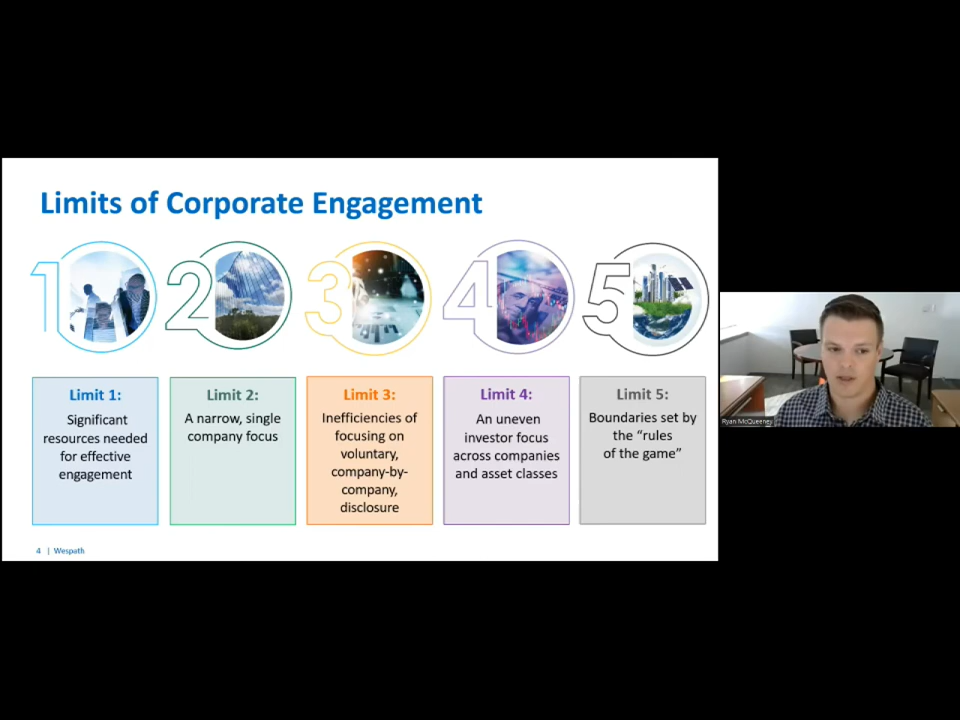 Limits of Corporate Engagement
1
2
3
4
5
Limit 1:
Significant
resources needed
for effective
engagement
Limit 2:
A narrow, single
company focus
Limit 3:
Inefficiencies of
focusing on
voluntary,
company-by-
company,
disclosure
Limit 4:
An uneven
investor focus
across companies
and asset classes
Limit 5:
Boundaries set by
the “rules
of the game”
4 | Wespath
Ryan McQueeney